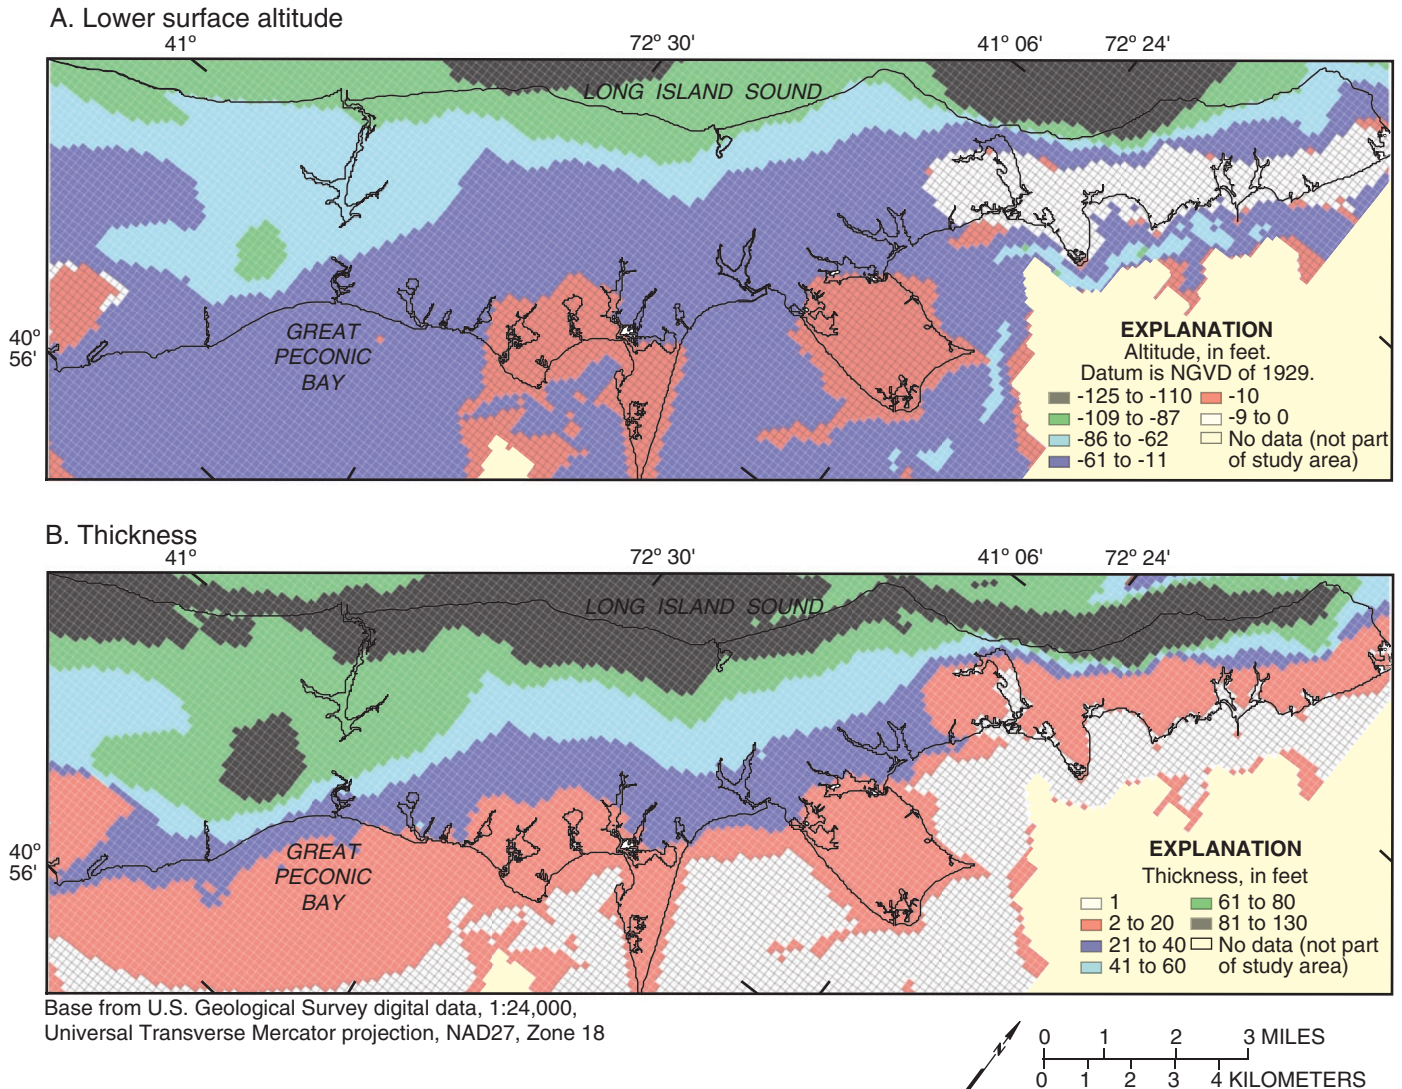 A. Lower surface altitude
41° 72° 30' 41° 06' 72° 24'
LONG ISLAND SOUND
40°
56'
GREAT
PECONIC
BAY
EXPLANATION
Altitude, in feet.
Datum is NGVD of 1929.
-125 to -110 -10
-109 to -87 -9 to 0
-86 to -62 No data (not part
-61 to -11 of study area)
B. Thickness
41° 72° 30' 41° 06' 72° 24'
LONG ISLAND SOUND
40°
56'
GREAT
PECONIC
BAY
EXPLANATION
Thickness, in feet
1 61 to 80
2 to 20 81 to 130
21 to 40 No data (not part
41 to 60 of study area)
Base from U.S. Geological Survey digital data, 1:24,000,
Universal Transverse Mercator projection, NAD27, Zone 18
N
0 1 2 3 MILES
0 1 2 3 4 KILOMETERS